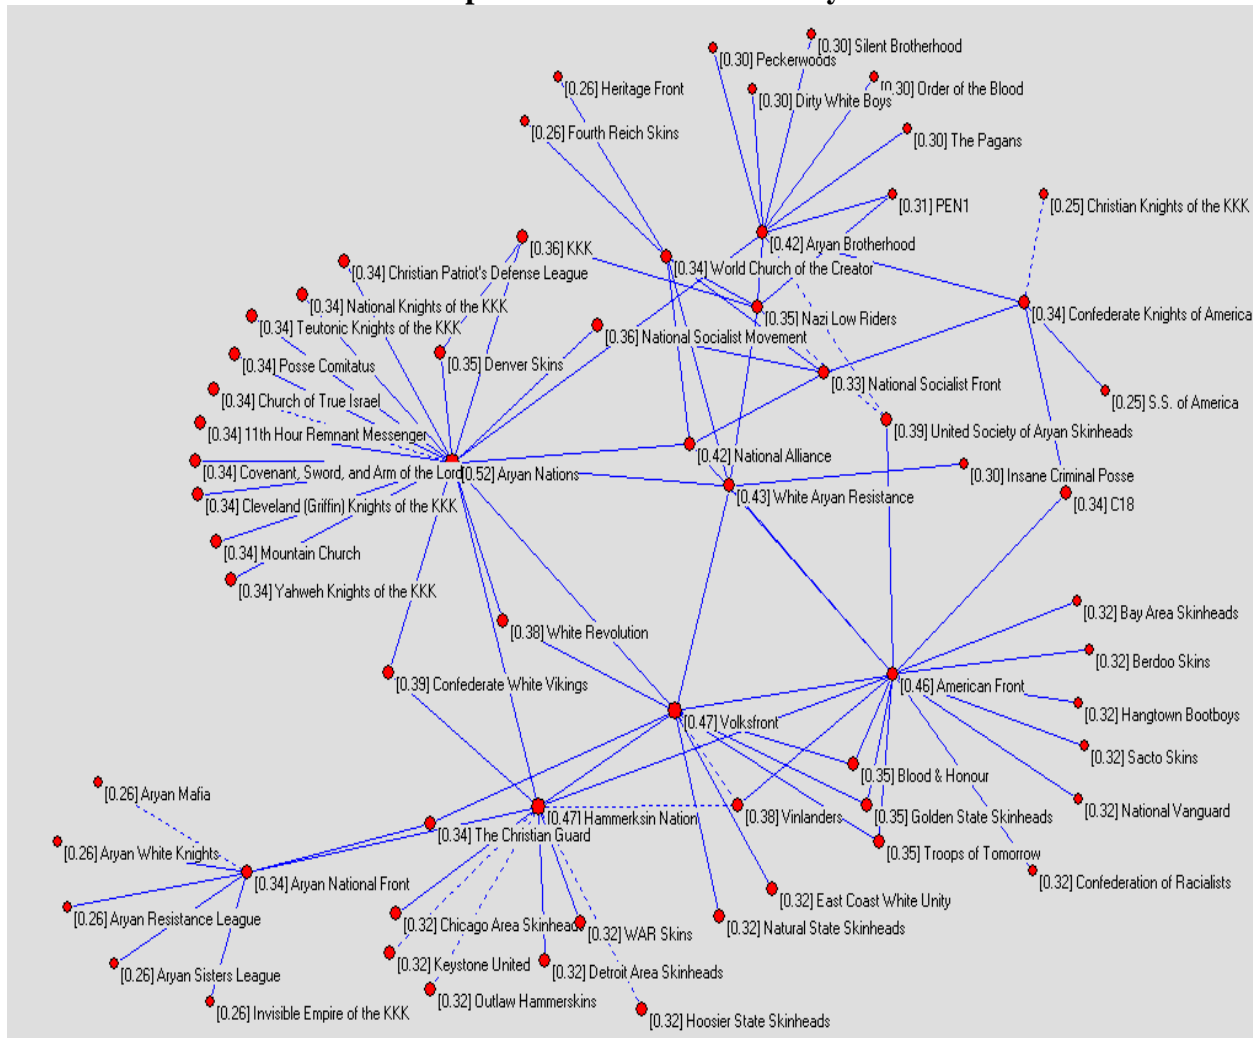 [0.30] Silent Brotherhood
[0.30] Peckerwoods
[0.26] Heritage Front
[0.30] Order of the Blood
[0.30] Dirty White Boys
[0.26] Fourth Reich Skins
[0.30] The Pagans
[0.31] PEN1
[0.25] Christian Knights of the KKK
[0.36] KKK
[0.42] Aryan Brotherhood
[0.34] World Church of the Creator
[0.34] Christian Patriot's Defense League
[0.34] National Knights of the KKK
[0.35] Nazi Low Riders
[0.34] Confederate Knights of America
[0.34] Teutonic Knights of the KKK
[0.36] National Socialist Movement
[0.34] Posse Comitatus
[0.35] Denver Skins
[0.33] National Socialist Front
[0.34] Church of True Israel
[0.25] S.S. of America
[0.34] 11th Hour Remnant Messenger
[0.39] United Society of Aryan Skinheads
[0.42] National Alliance
[0.34] Covenant, Sword, and Arm of the Lord
[0.52] Aryan Nations
[0.30] Insane Criminal Posse
[0.43] White Aryan Resistance
[0.34] C18
[0.34] Cleveland (Griffin) Knights of the KKK
[0.34] Mountain Church
[0.34] Yahweh Knights of the KKK
[0.32] Bay Area Skinheads
[0.38] White Revolution
[0.32] Berdoo Skins
[0.39] Confederate White Vikings
[0.46] American Front
[0.32] Hangtown Bootboys
[0.47] Volksfront
[0.32] Sacto Skins
[0.35] Blood & Honour
[0.26] Aryan Mafia
[0.32] National Vanguard
[0.47] Hammerksin Nation
[0.38] Vinlanders
[0.35] Golden State Skinheads
[0.34] The Christian Guard
[0.26] Aryan White Knights
[0.35] Troops of Tomorrow
[0.34] Aryan National Front
[0.32] Confederation of Racialists
[0.32] East Coast White Unity
[0.26] Aryan Resistance League
[0.32] Chicago Area Skinheads
[0.32] WAR Skins
[0.32] Natural State Skinheads
[0.32] Keystone United
[0.26] Aryan Sisters League
[0.32] Detroit Area Skinheads
[0.32] Outlaw Hammerskins
[0.26] Invisible Empire of the KKK
[0.32] Hoosier State Skinheads